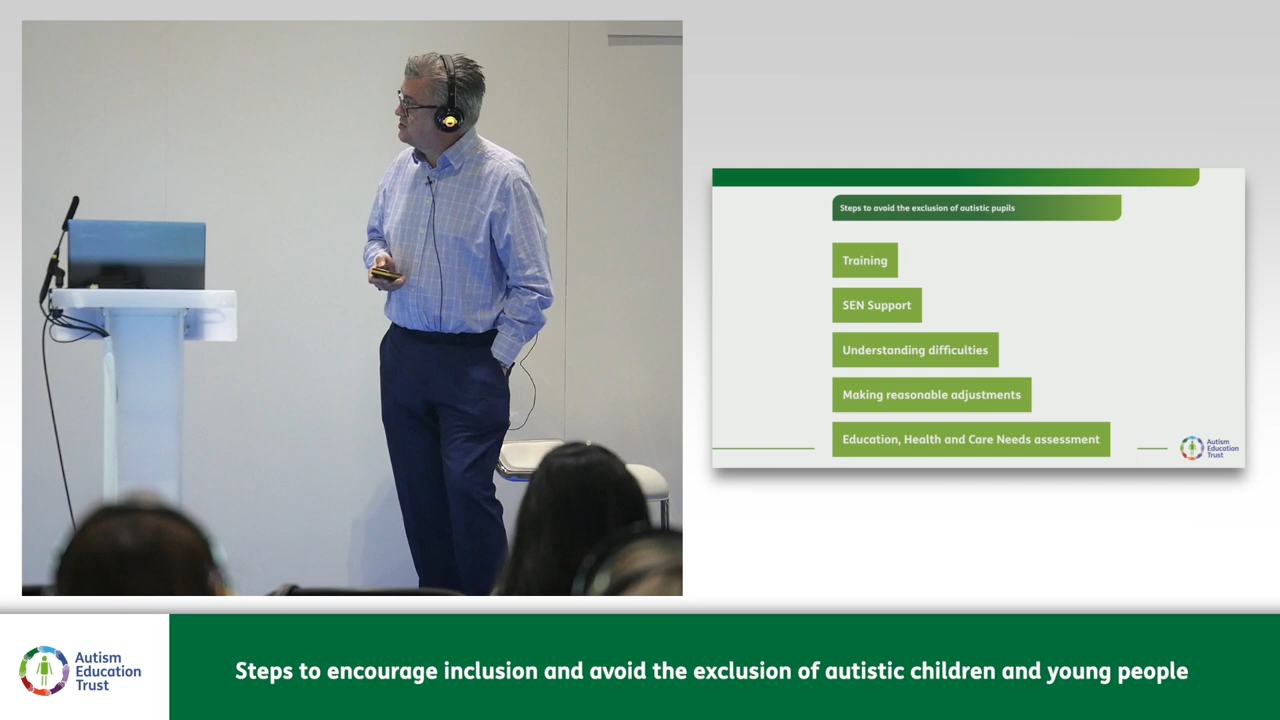 Steps to avoid the exclusion of autistic pupils
Training
SEN Support
Understanding difficulties
Making reasonable adjustments
Education, Health and Care Needs assessment
Autism
Education
Trust
Autism
Education
Trust
Steps to encourage inclusion and avoid the exclusion of autistic children and young people